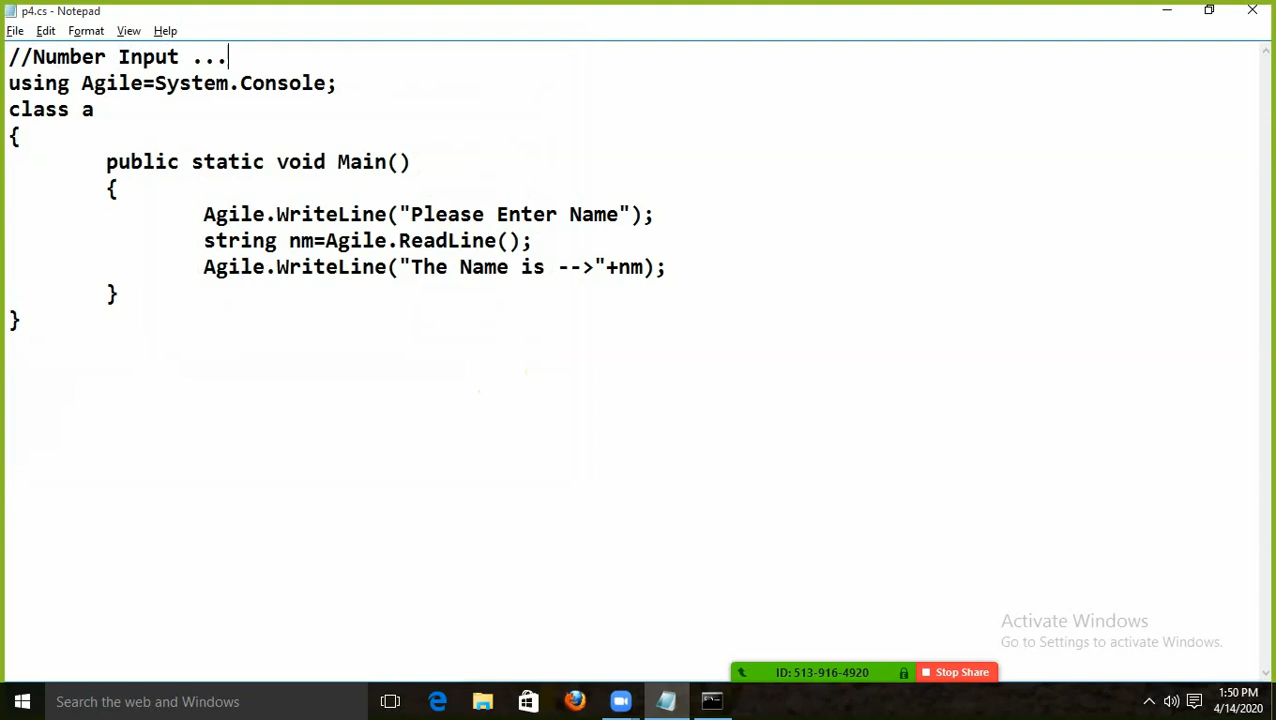 p4.cs - Notepad
File Edit Format View Help
//Number Input ...
using Agile=System.Console;
class a
{
public static void Main()
{
Agile.WriteLine("Please Enter Name");
string nm=Agile.ReadLine();
Agile.WriteLine("The Name is -->"+nm);
}
}
Activate Windows
Go to Settings to activate Windows.
ID: 513-916-4920 Stop Share
Search the web and Windows
1:50 PM
4/14/2020